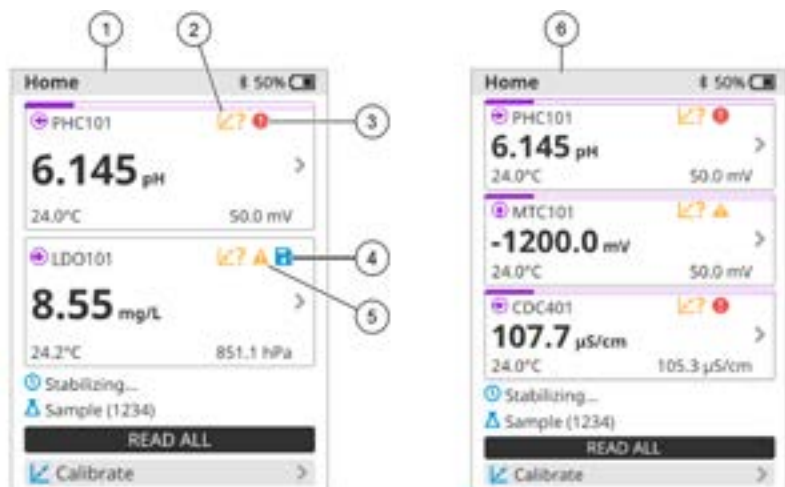 1
2
6
Home 50%
PHC101 ? !
3
6.145 pH
24.0°C 50.0 mV
LDO101 ?
4
8.55 mg/L
5
24.2°C 851.1 hPa
Stabilizing...
Sample (1234)
READ ALL
Calibrate
Home 50%
PHC101 ? !
6.145 pH
24.0°C 50.0 mV
MTC101 ?
-1200.0 mV
24.0°C 50.0 mV
CDC401 ? !
107.7 µS/cm
24.0°C 105.3 µS/cm
Stabilizing...
Sample (1234)
READ ALL
Calibrate